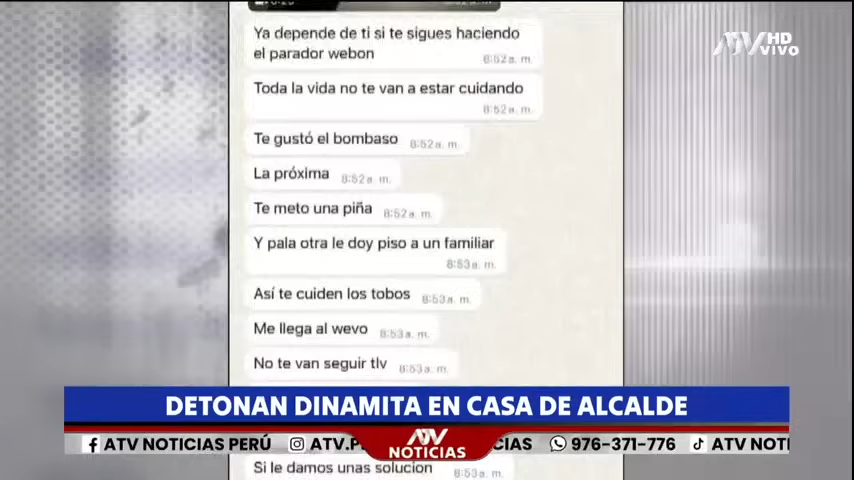 Ya depende de ti si te sigues haciendo
el parador webon
8:52 a. m.
Toda la vida no te van a estar cuidando
8:52 a. m.
Te gustó el bombaso 8:52 a. m.
La próxima 8:52 a. m.
Te meto una piña 8:52 a. m.
Y pala otra le doy piso a un familiar
8:53 a. m.
Así te cuiden los tobos 8:53 a. m.
Me llega al wevo 8:53 a. m.
No te van seguir tlv 8:53 a. m.
Si le damos unas solucion 8:53 a. m.
ATV HD
VIVO
DETONAN DINAMITA EN CASA DE ALCALDE
ATV NOTICIAS PERÚ ATV.P CIAS 976-371-776 ATV NOTI
ATV
NOTICIAS